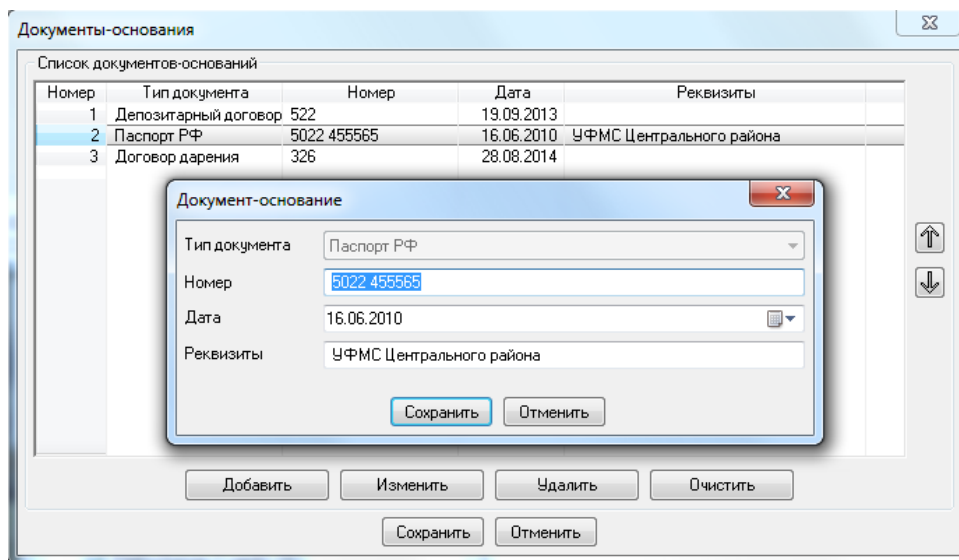 Документы-основания
Список документов-оснований
Номер Тип документа Номер Дата Реквизиты
1 Депозитарный договор 522 19.09.2013
2 Паспорт РФ 5022 455565 16.06.2010 УФМС Центрального района
3 Договор дарения 326 28.08.2014
Документ-основание
Тип документа Паспорт РФ
Номер 5022 455565
Дата 16.06.2010
Реквизиты УФМС Центрального района
Сохранить Отменить
Добавить Изменить Удалить Очистить
Сохранить Отменить